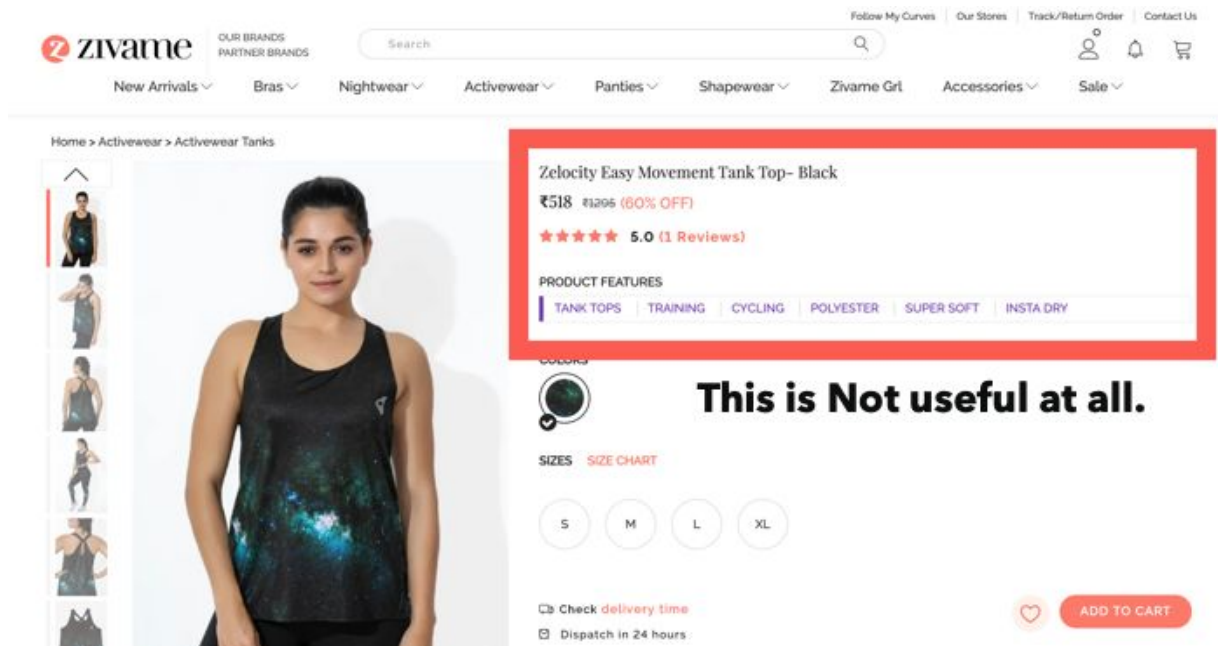 Follow My Curves Our Stores Track/Return Order Contact Us
zivame
OUR BRANDS
PARTNER BRANDS
Search
New Arrivals Bras Nightwear Activewear Panties Shapewear Zivame Grl Accessories Sale
Home > Activewear > Activewear Tanks
Zelocity Easy Movement Tank Top- Black
₹518 ₹1295 (60% OFF)
5.0 (1 Reviews)
PRODUCT FEATURES
TANK TOPS TRAINING CYCLING POLYESTER SUPER SOFT INSTA DRY
COLORS
This is Not useful at all.
SIZES SIZE CHART
S M L XL
Check delivery time
ADD TO CART
Dispatch in 24 hours